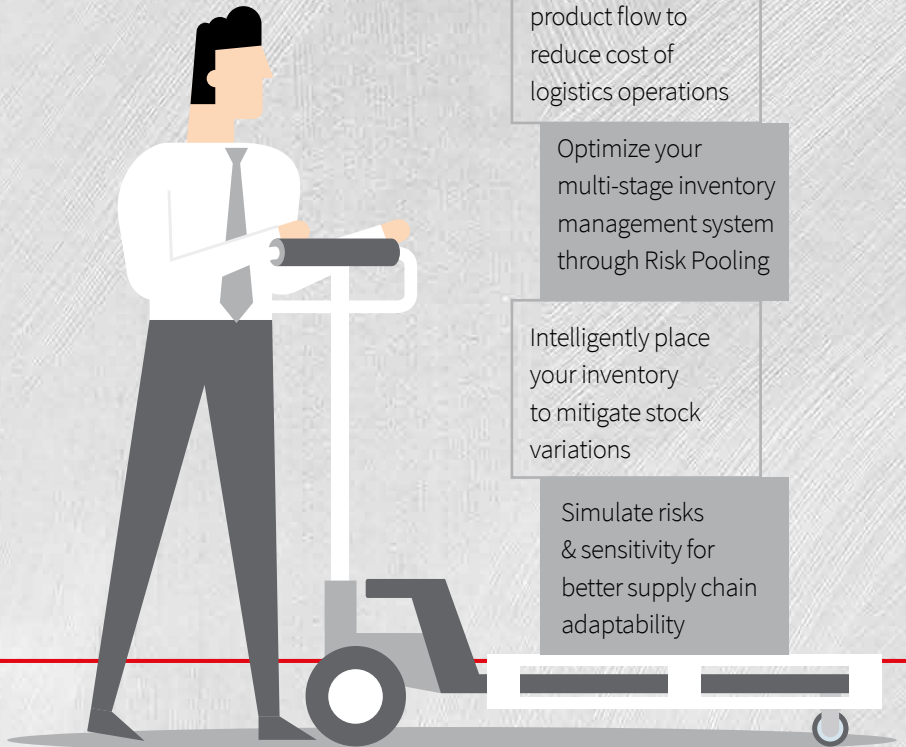 product flow to
reduce cost of
logistics operations
Optimize your
multi-stage inventory
management system
through Risk Pooling
Intelligently place
your inventory
to mitigate stock
variations
Simulate risks
& sensitivity for
better supply chain
adaptability